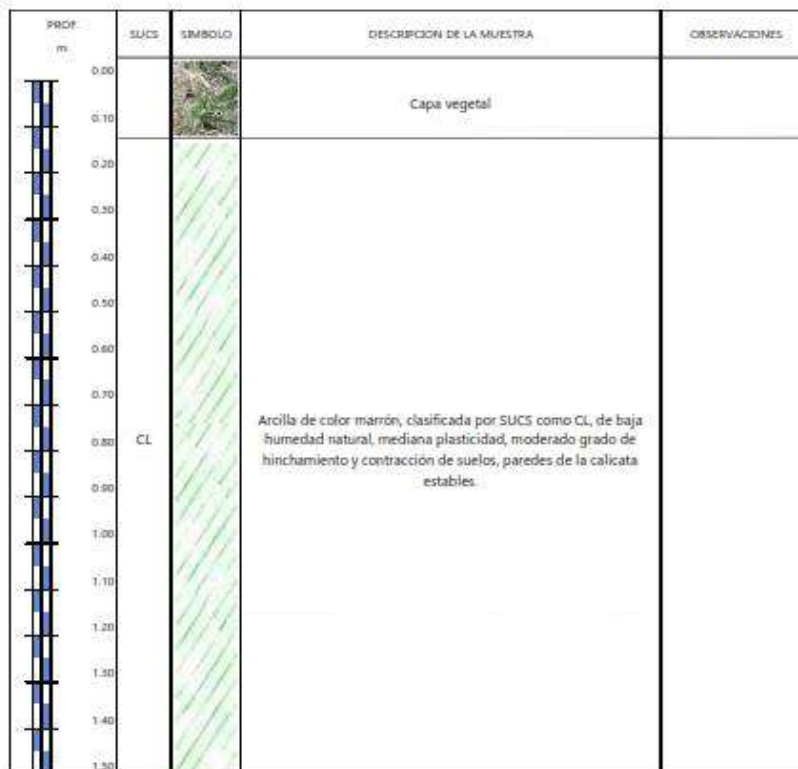 PROF.
m
SUCS
SIMBOLO
DESCRIPCION DE LA MUESTRA
OBSERVACIONES
0.00
0.10
Capa vegetal
0.20
0.30
0.40
0.50
0.60
0.70
0.80
0.90
1.00
1.10
1.20
1.30
1.40
1.50
CL
Arcilla de color marrón, clasificada por SUCS como CL, de baja
humedad natural, mediana plasticidad, moderado grado de
hinchamiento y contracción de suelos, paredes de la calicata
estables.